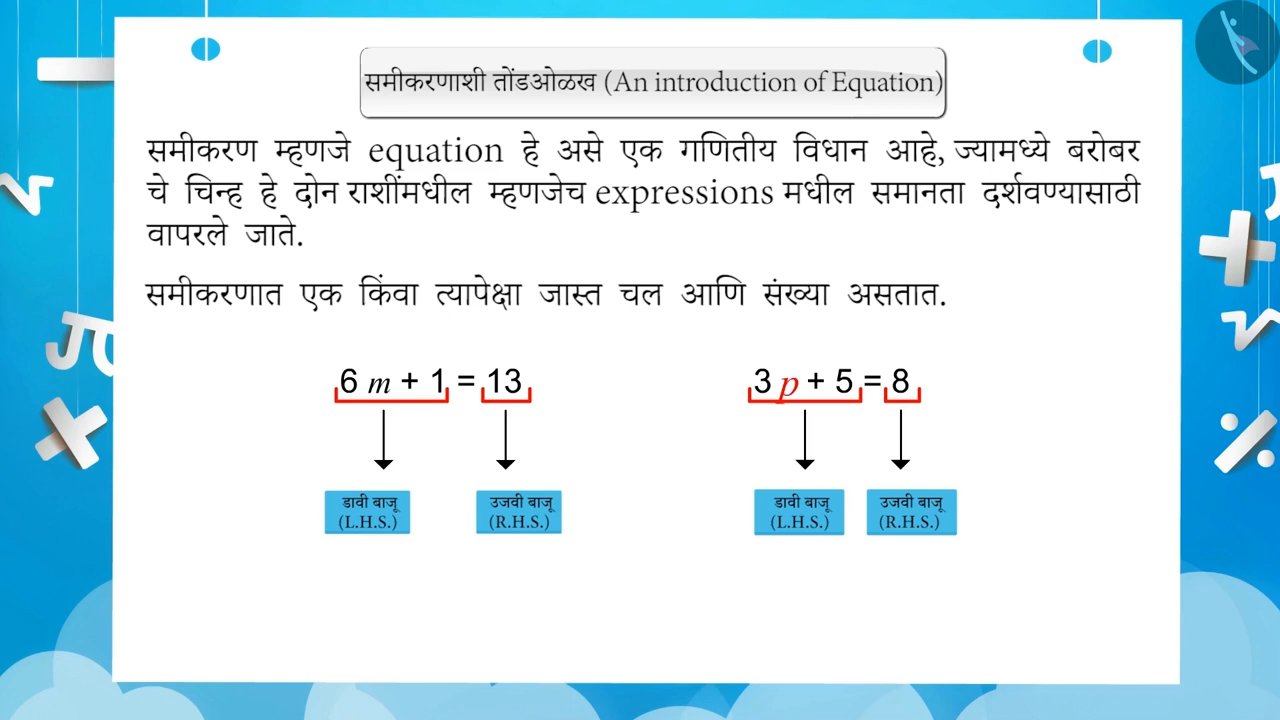 समीकरणाशी तोंडओळख (An introduction of Equation)
समीकरण म्हणजे equation हे असे एक गणितीय विधान आहे, ज्यामध्ये बरोबर
चे चिन्ह हे दोन राशींमधील म्हणजेच expressions मधील समानता दर्शवण्यासाठी
वापरले जाते.
समीकरणात एक किंवा त्यापेक्षा जास्त चल आणि संख्या असतात.
6 m + 1 = 13 3 p + 5 = 8
डावी बाजू उजवी बाजू डावी बाजू उजवी बाजू
(L.H.S.) (R.H.S.) (L.H.S.) (R.H.S.)